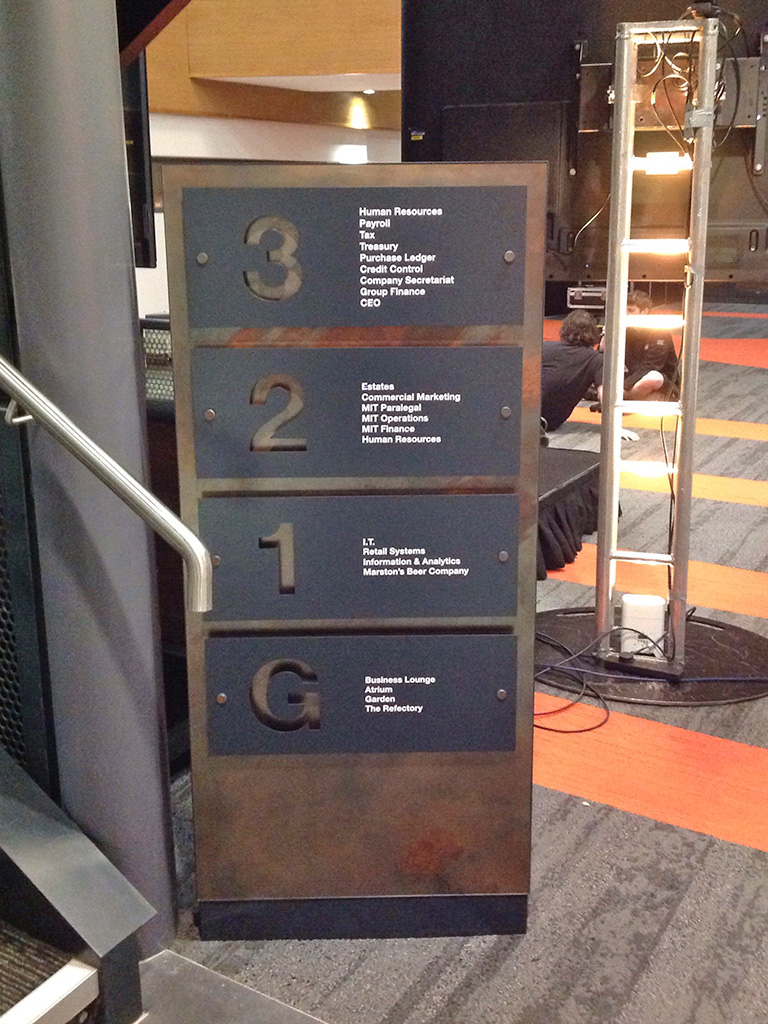 3
Human Resources
Payroll
Tax
Treasury
Purchase Ledger
Credit Control
Company Secretariat
Group Finance
CEO
2
Estates
Commercial Marketing
MIT Paralegal
MIT Operations
MIT Finance
Human Resources
1
I.T.
Retail Systems
Information & Analytics
Marston's Beer Company
G
Business Lounge
Atrium
Garden
The Refectory